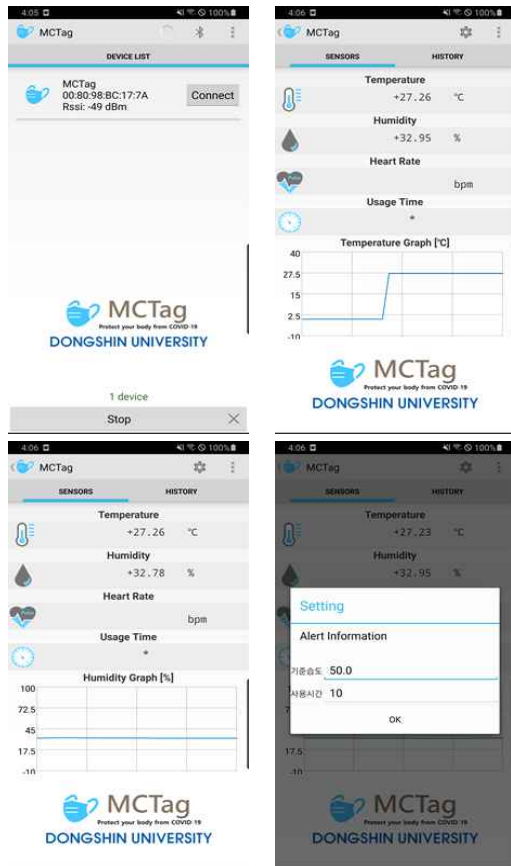 4:05
100%
MCTag
DEVICE LIST
MCTag
00:80:98:BC:17:7A
Rssi: -49 dBm
Connect
MCTag
Protect your body from COVID-19
DONGSHIN UNIVERSITY
1 device
Stop
4:06
100%
MCTag
SENSORS
HISTORY
Temperature
+27.26 °C
Humidity
+32.95 %
Heart Rate
Pulse
bpm
Usage Time
*
Temperature Graph [°C]
40
27.5
15
2.5
-10
MCTag
Protect your body from COVID-19
DONGSHIN UNIVERSITY
4:06
100%
MCTag
SENSORS
HISTORY
Temperature
+27.26 °C
Humidity
+32.78 %
Heart Rate
Pulse
bpm
Usage Time
*
Humidity Graph [%]
100
72.5
45
17.5
-10
MCTag
Protect your body from COVID-19
DONGSHIN UNIVERSITY
4:06
100%
MCTag
SENSORS
HISTORY
Temperature
+27.23 °C
Humidity
+32.95 %
Setting
Alert Information
기준습도 50.0
사용시간 10
OK
17.5
-10
MCTag
Protect your body from COVID-19
DONGSHIN UNIVERSITY